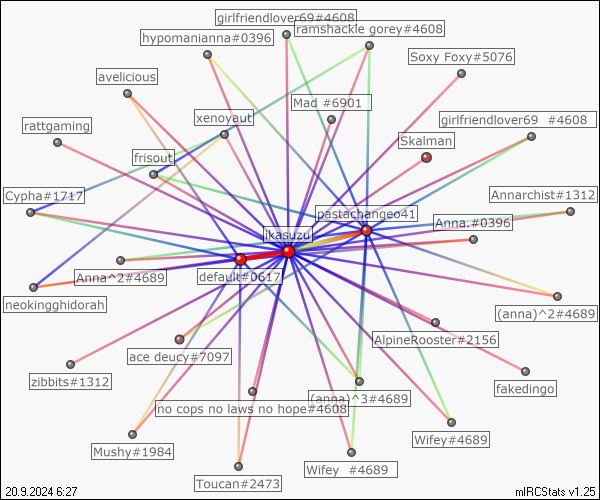 girlfriendlover69#4608
ramshackle gorey#4608
hypomanianna#0396
Soxy Foxy#5076
avelicious
Mad #6901
xenoyaut
girlfriendlover69 #4608
rattgaming
Skalman
frisout
Cypha#1717
Annarchist#1312
pastachangeo41
Anna.#0396
ikasuzu
Anna^2#4689
default#0617
neokingghidorah
(anna)^2#4689
AlpineRooster#2156
ace deucy#7097
zibbits#1312
fakedingo
(anna)^3#4689
no cops no laws no hope#4608
Wifey#4689
Mushy#1984
Wifey #4689
Toucan#2473
20.9.2024 6:27
mIRCStats v1.25